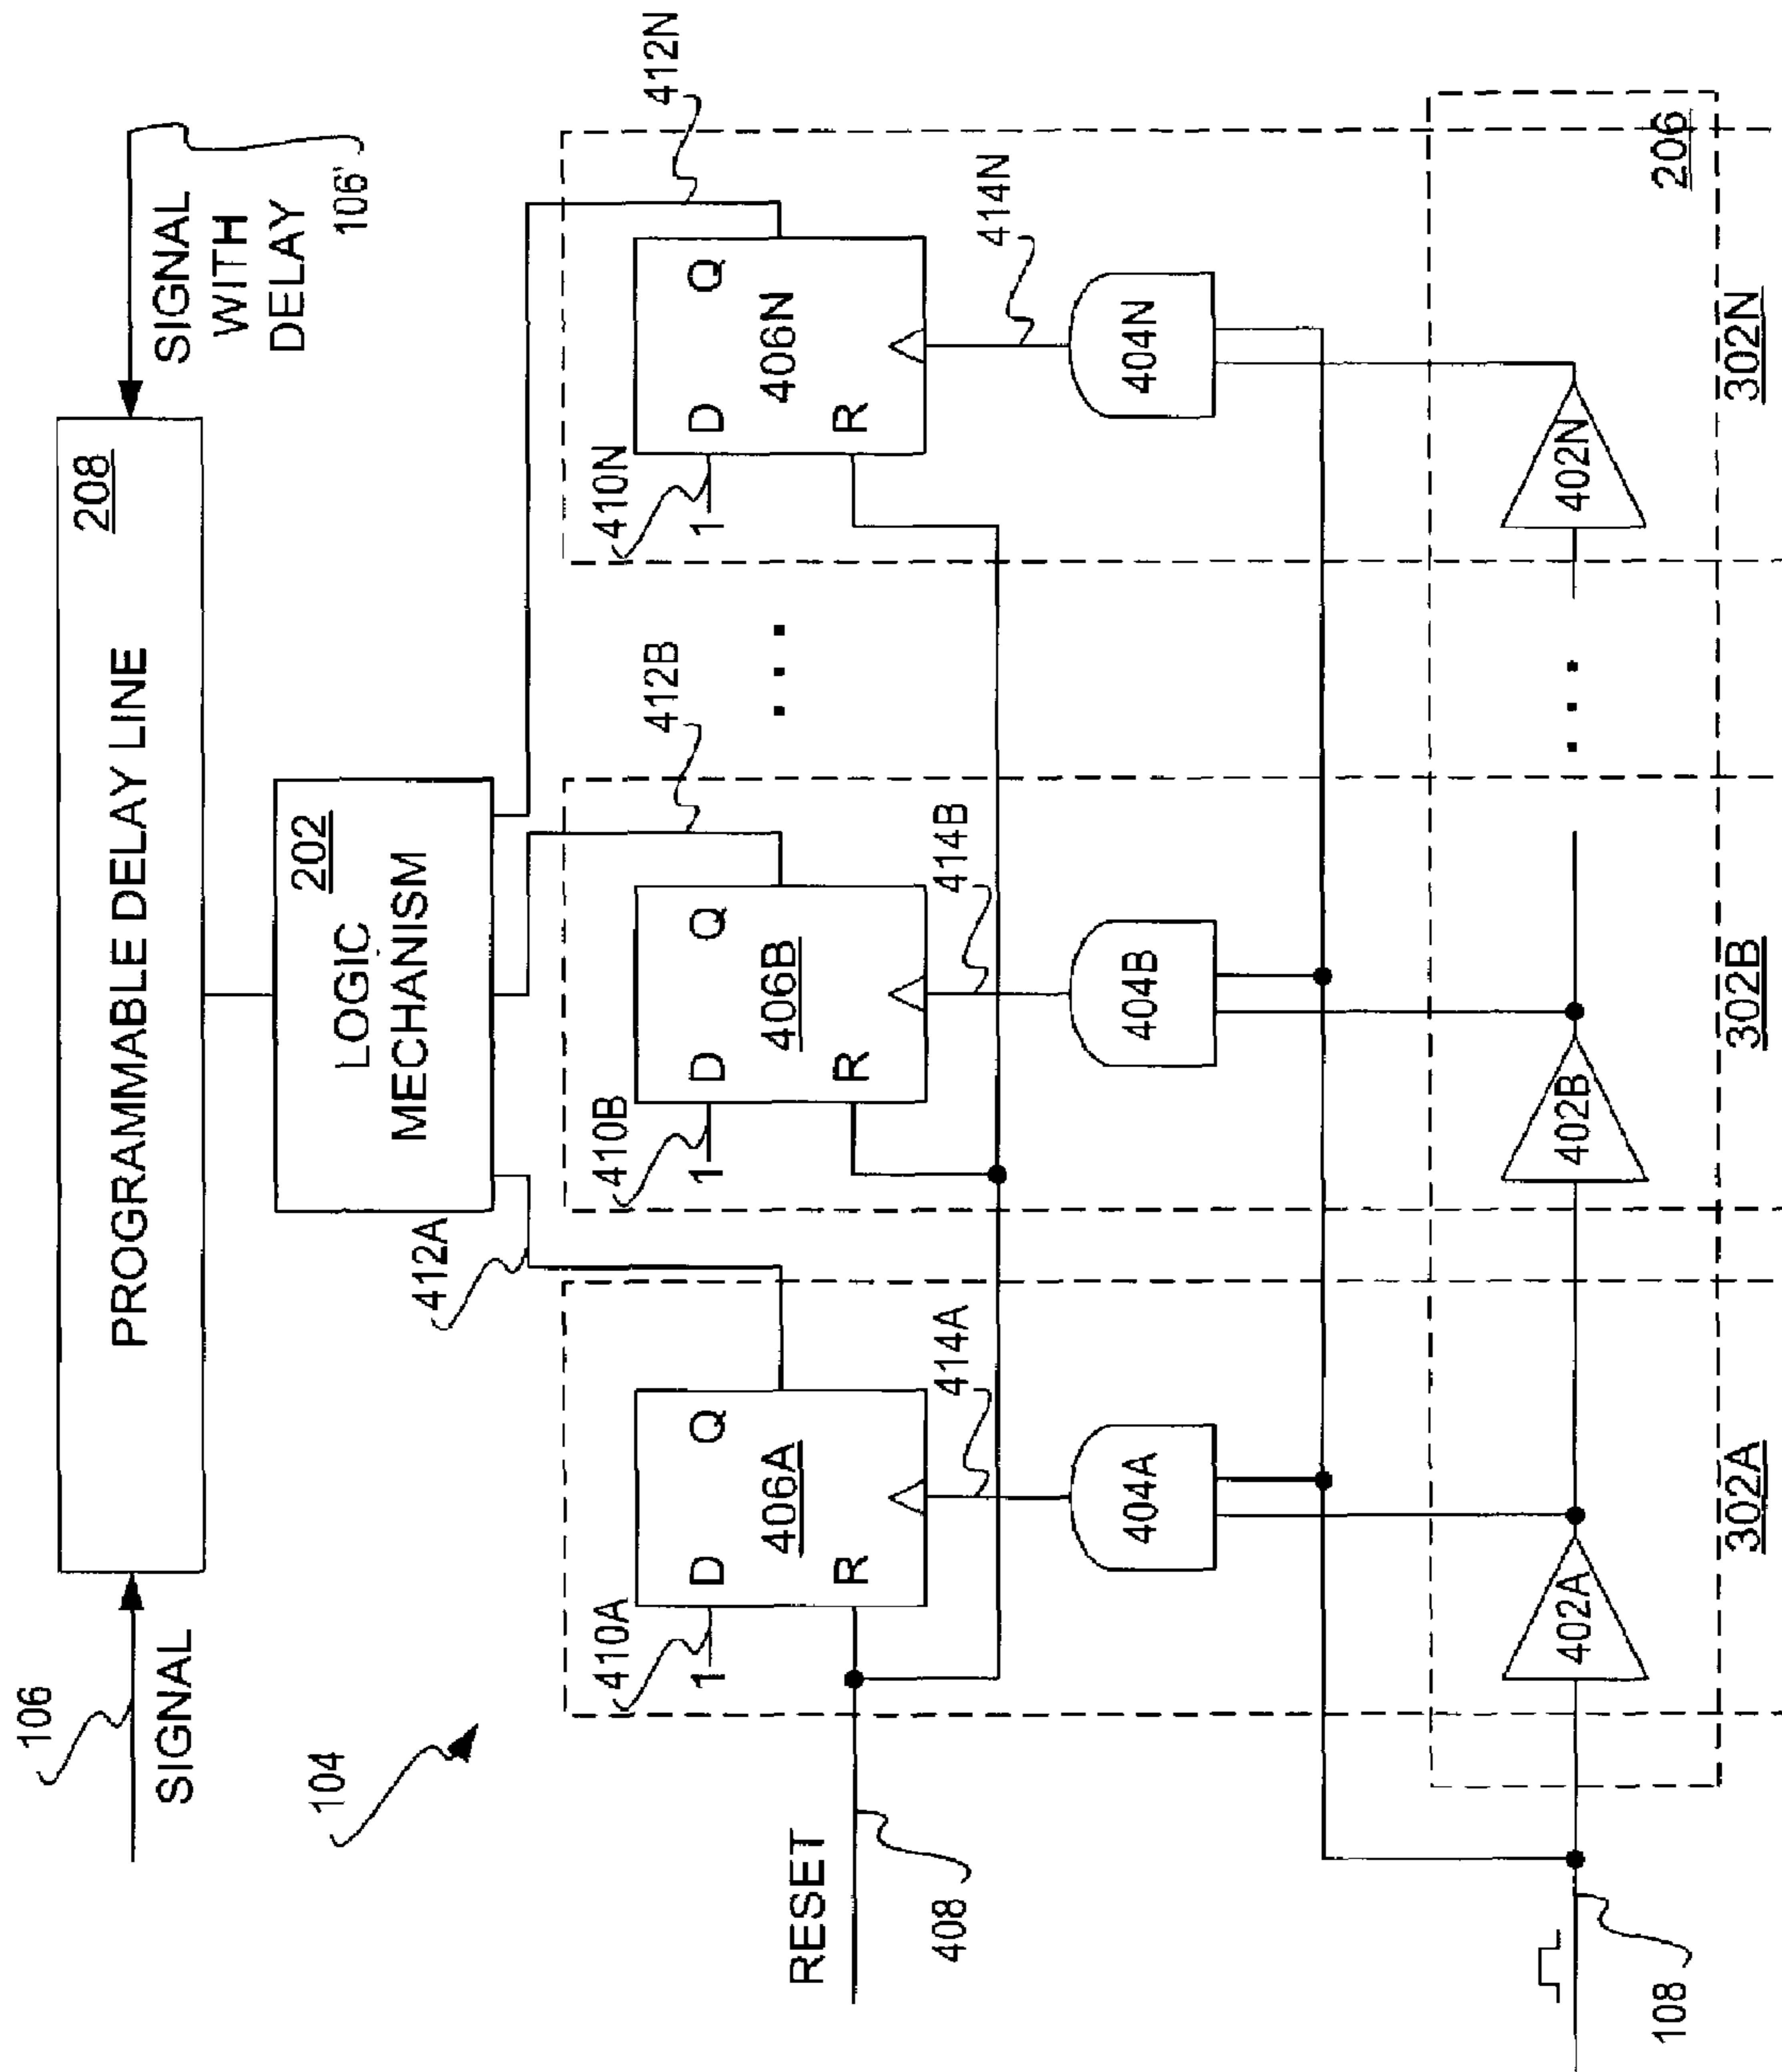 106
SIGNAL
PROGRAMMABLE DELAY LINE
208
SIGNAL
WITH
DELAY
106'
104
LOGIC
MECHANISM
202
412A
412B
412N
RESET
408
410A
1
D
Q
406A
R
414A
410B
1
D
Q
406B
R
414B
410N
1
D
Q
406N
R
414N
404A
404B
404N
402A
402B
402N
108
206
302A
302B
302N